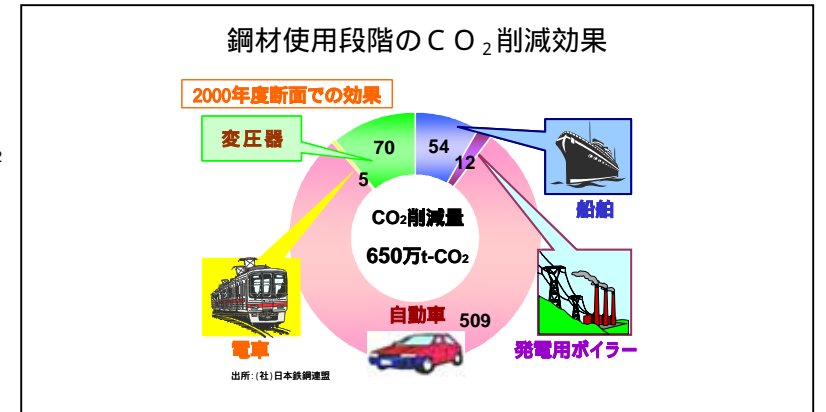 鋼材使用段階のCO₂削減効果
2000年度断面での効果
変圧器
70
54
12
5
船舶
CO₂削減量
650万t-CO₂
自動車
509
電車
発電用ボイラー
出所:(社)日本鉄鋼連盟
2